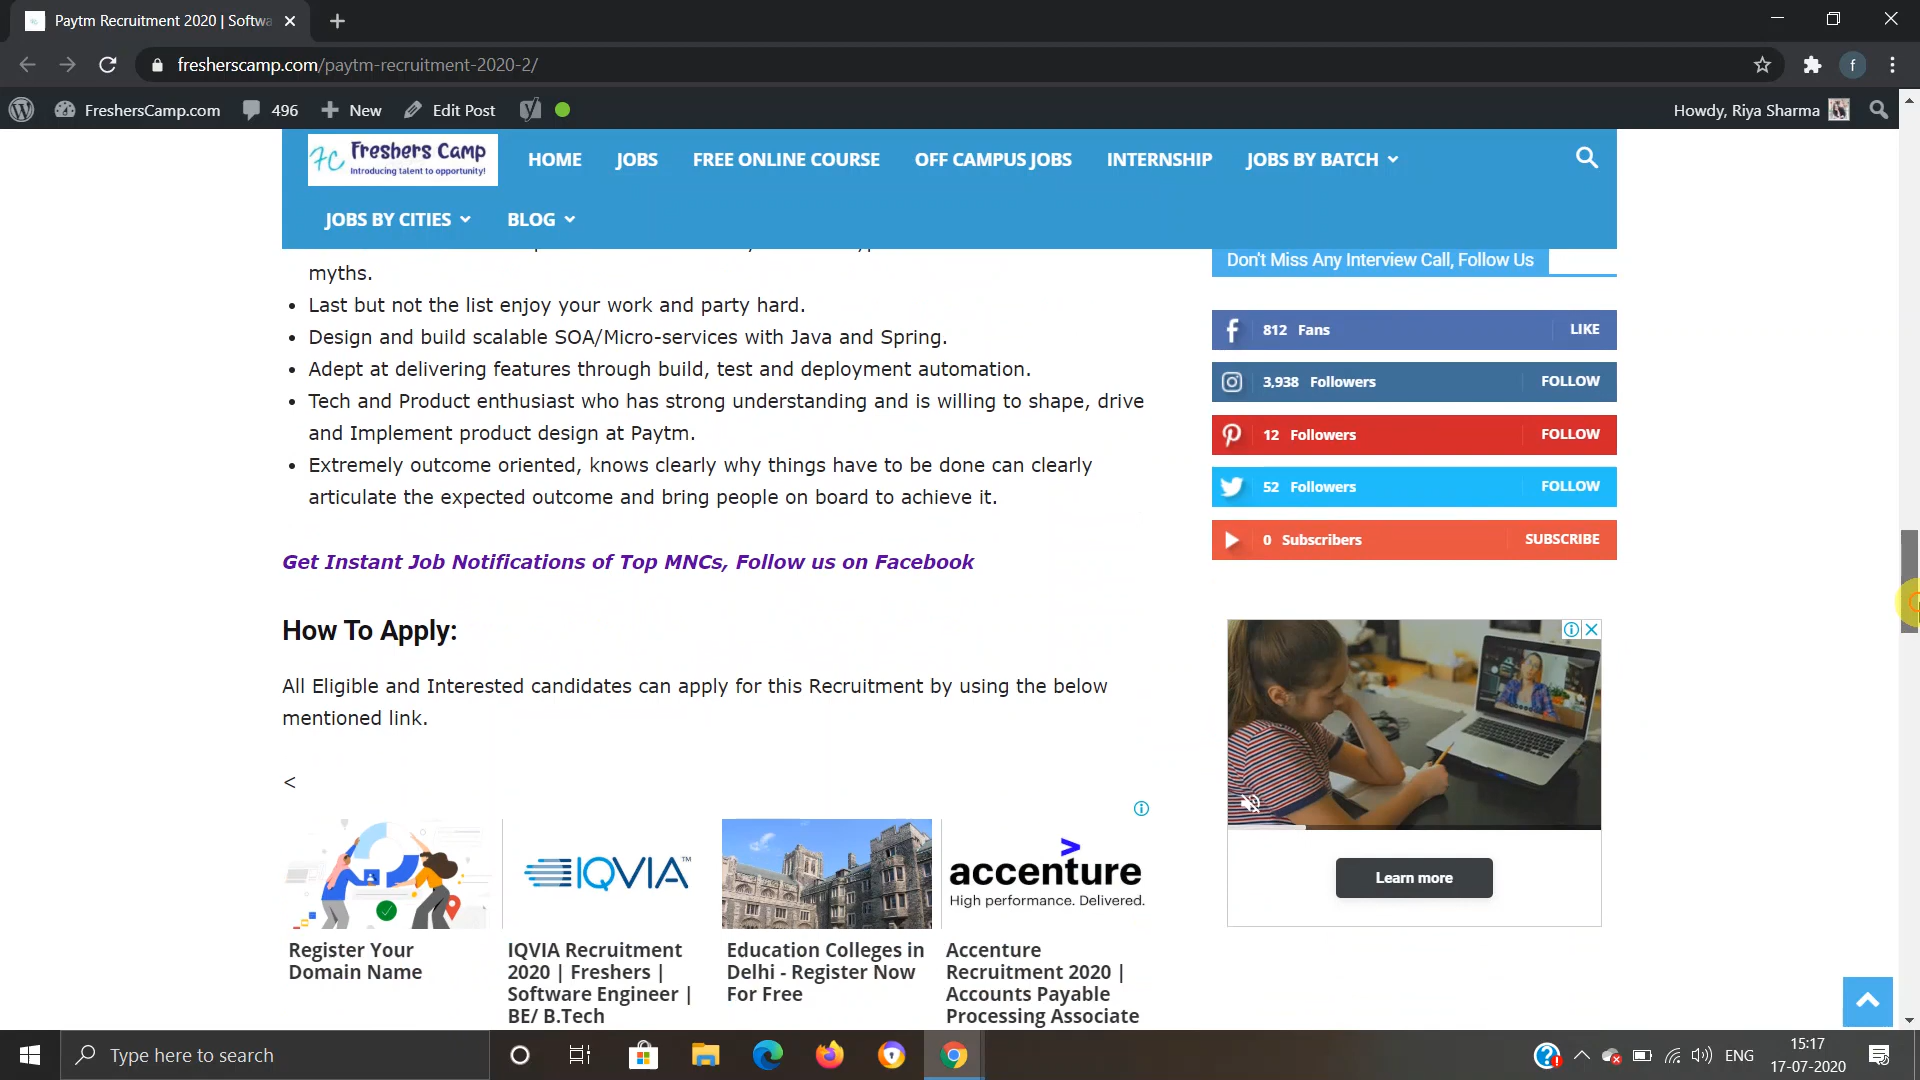 Paytm Recruitment 2020 | Softwa
fresherscamp.com/paytm-recruitment-2020-2/
f
FreshersCamp.com
496
New
Edit Post
Howdy, Riya Sharma
FC Freshers Camp
Introducing talent to opportunity!
HOME
JOBS
FREE ONLINE COURSE
OFF CAMPUS JOBS
INTERNSHIP
JOBS BY BATCH
JOBS BY CITIES
BLOG
myths.
• Last but not the list enjoy your work and party hard.
• Design and build scalable SOA/Micro-services with Java and Spring.
• Adept at delivering features through build, test and deployment automation.
• Tech and Product enthusiast who has strong understanding and is willing to shape, drive
and Implement product design at Paytm.
• Extremely outcome oriented, knows clearly why things have to be done can clearly
articulate the expected outcome and bring people on board to achieve it.
Get Instant Job Notifications of Top MNCs, Follow us on Facebook
How To Apply:
All Eligible and Interested candidates can apply for this Recruitment by using the below
mentioned link.
<
Register Your
Domain Name
IQVIA™
IQVIA Recruitment
2020 | Freshers |
Software Engineer |
BE/ B.Tech
Education Colleges in
Delhi - Register Now
For Free
accenture
High performance. Delivered.
Accenture
Recruitment 2020 |
Accounts Payable
Processing Associate
Don't Miss Any Interview Call, Follow Us
812 Fans LIKE
3,938 Followers FOLLOW
12 Followers FOLLOW
52 Followers FOLLOW
0 Subscribers SUBSCRIBE
Learn more
Type here to search
ENG
15:17
17-07-2020